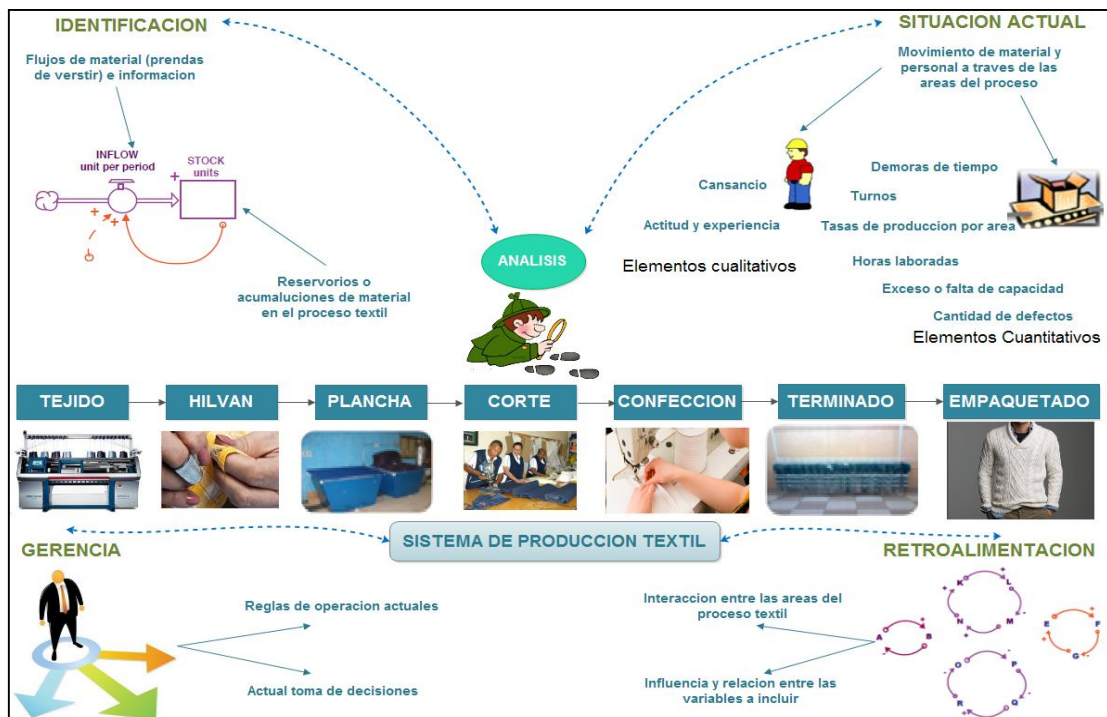 IDENTIFICACION
Flujos de material (prendas
de verstir) e informacion
INFLOW
unit per period
STOCK
units
+
+
+
Reservorios o
acumaluciones de material
en el proceso textil
ANALISIS
SITUACION ACTUAL
Movimiento de material y
personal a traves de las
areas del proceso
Cansancio
Actitud y experiencia
Elementos cualitativos
Demoras de tiempo
Turnos
Tasas de produccion por area
Horas laboradas
Exceso o falta de capacidad
Cantidad de defectos
Elementos Cuantitativos
TEJIDO
HILVAN
PLANCHA
CORTE
CONFECCION
TERMINADO
EMPAQUETADO
SISTEMA DE PRODUCCION TEXTIL
GERENCIA
Reglas de operacion actuales
Actual toma de decisiones
RETROALIMENTACION
Interaccion entre las areas del
proceso textil
Influencia y relacion entre las
variables a incluir
A
B
K
L
N
M
E
F
G
O
P
R
Q